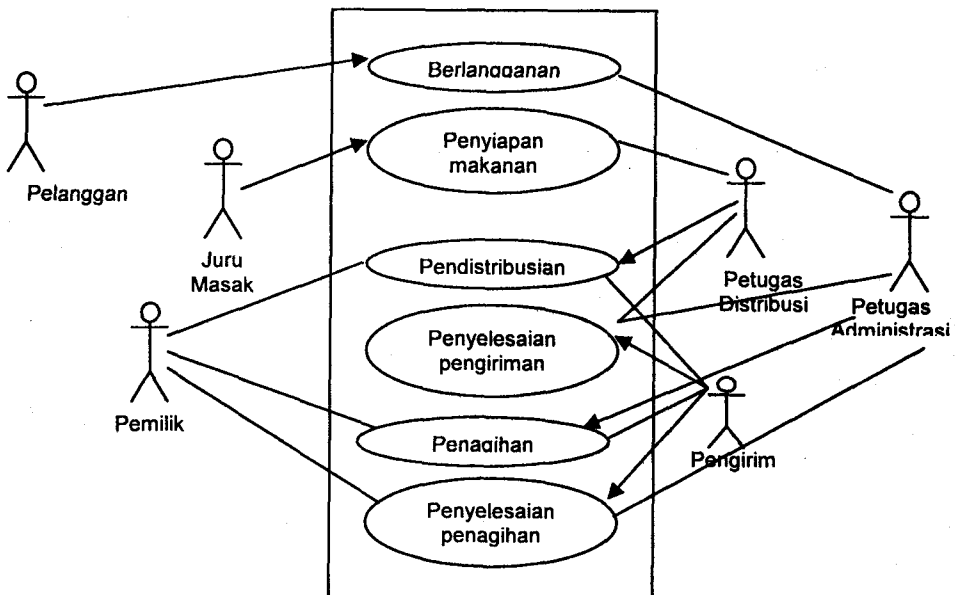 Berlangganan
Penyiapan
makanan
Pelanggan
Juru
Masak
Pendistribusian
Petugas
Distribusi
Petugas
Administrasi
Penyelesaian
pengiriman
Pemilik
Penagihan
Pengirim
Penyelesaian
penagihan